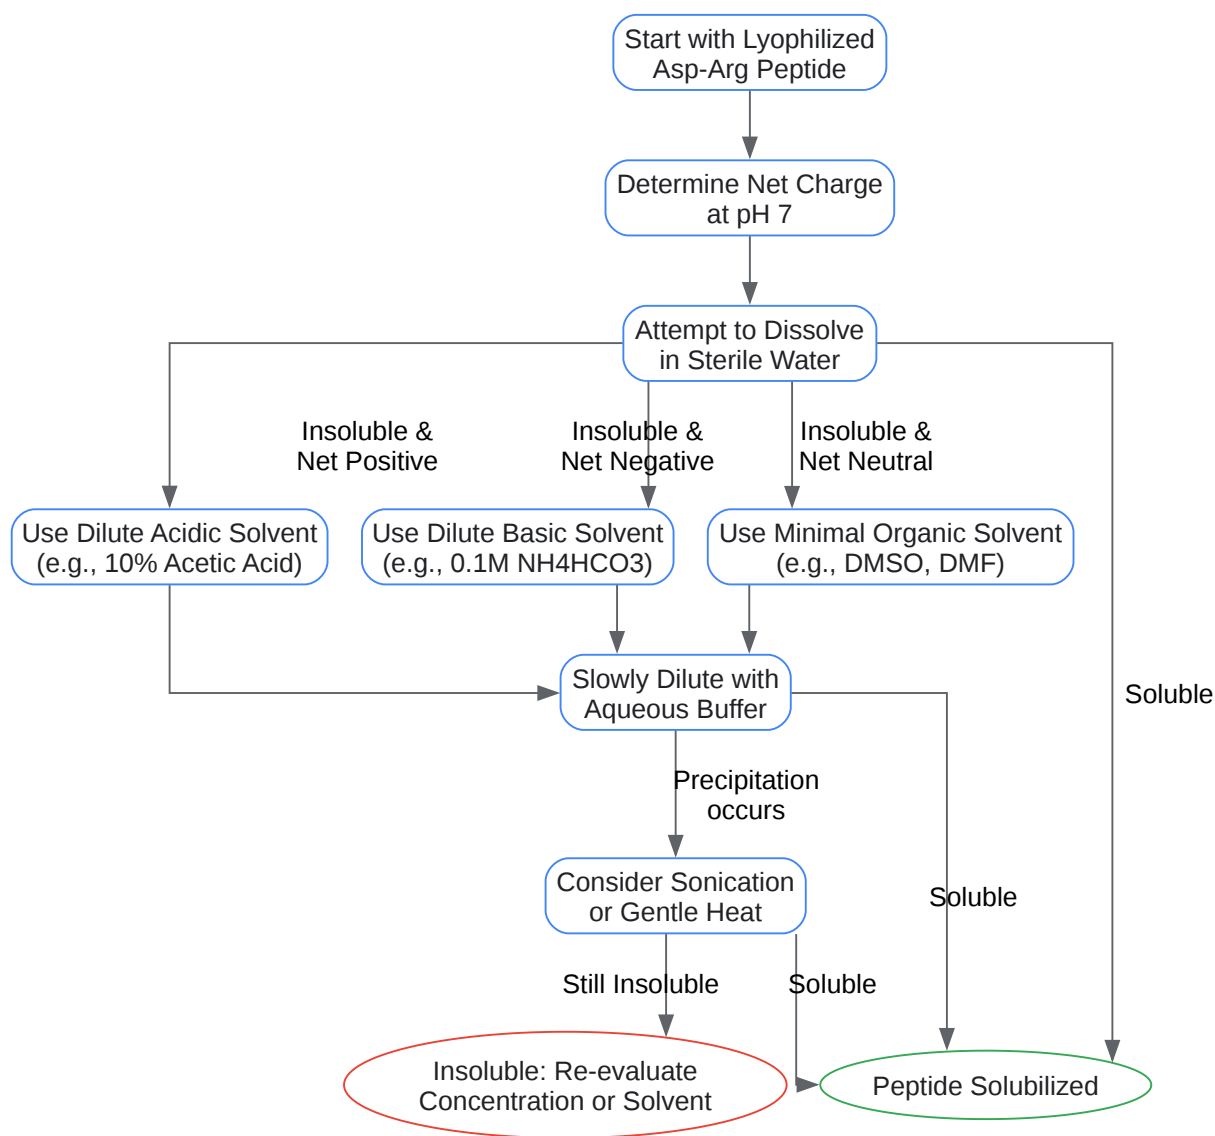 Start with Lyophilized
Asp-Arg Peptide
Determine Net Charge
at pH 7
Attempt to Dissolve
in Sterile Water
Insoluble &
Net Positive
Insoluble &
Net Negative
Insoluble &
Net Neutral
Use Dilute Acidic Solvent
(e.g., 10% Acetic Acid)
Use Dilute Basic Solvent
(e.g., 0.1M NH4HCO3)
Use Minimal Organic Solvent
(e.g., DMSO, DMF)
Slowly Dilute with
Aqueous Buffer
Soluble
Precipitation
occurs
Consider Sonication
or Gentle Heat
Soluble
Still Insoluble
Soluble
Insoluble: Re-evaluate
Concentration or Solvent
Peptide Solubilized